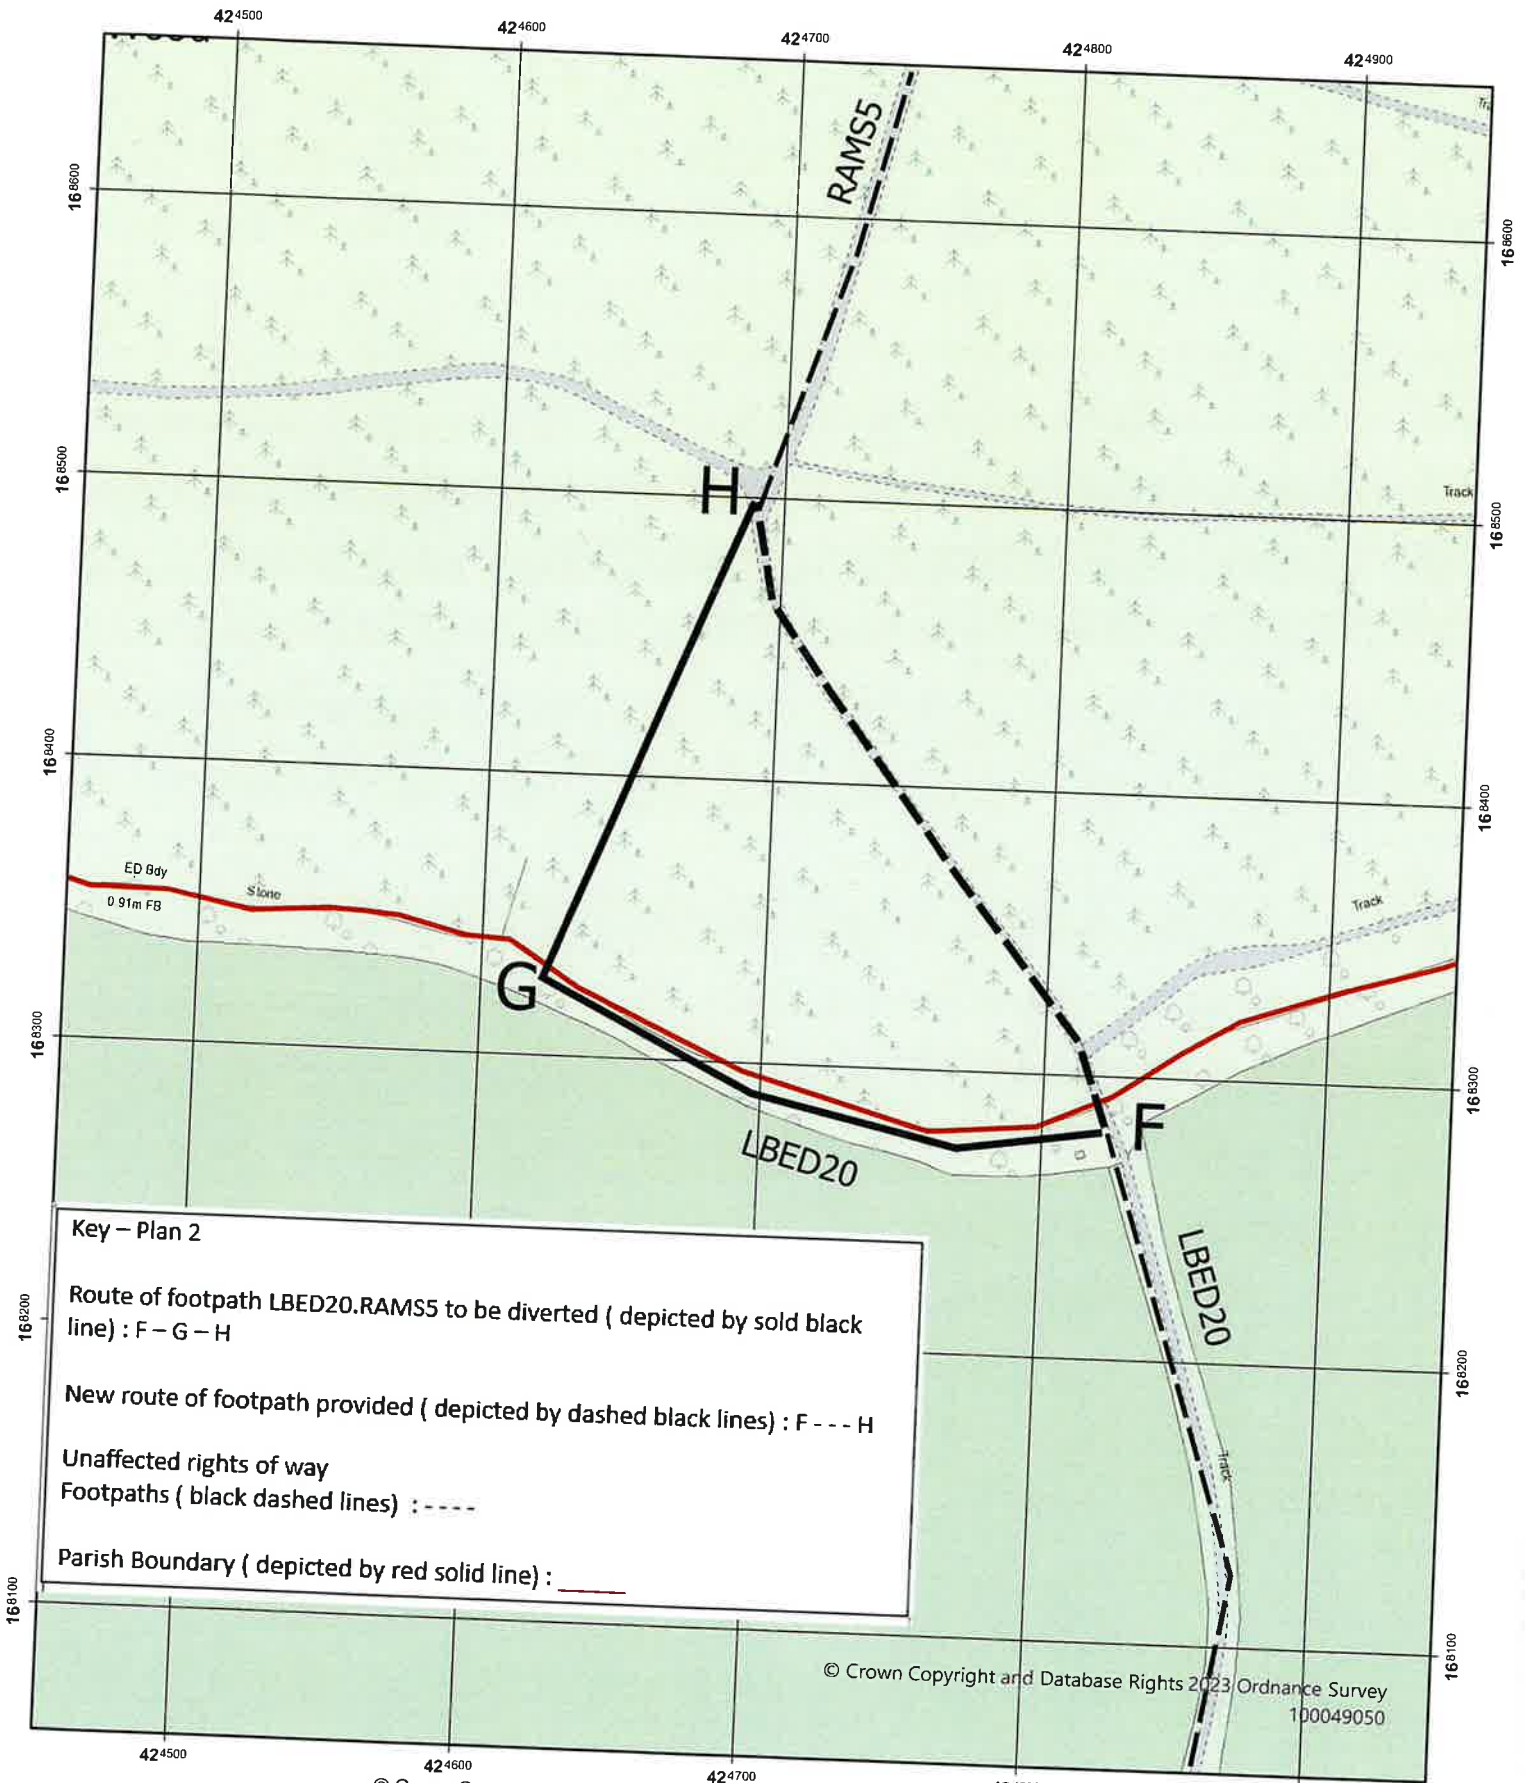 424500
424600
424700
424800
424900
RAMS5
168600
168600
H
168500
Track
168500
168400
168400
ED Bdy
Stone
0 91m FB
Track
G
168300
168300
F
LBED20
LBED20
Key – Plan 2
Route of footpath LBED20.RAMS5 to be diverted ( depicted by sold black
line) : F – G – H
New route of footpath provided ( depicted by dashed black lines) : F - - - H
Unaffected rights of way
Footpaths ( black dashed lines) : - - - -
Parish Boundary ( depicted by red solid line) : _____
168200
168200
Track
168100
168100
© Crown Copyright and Database Rights 2023 Ordnance Survey
100049050
424500
424600
424700